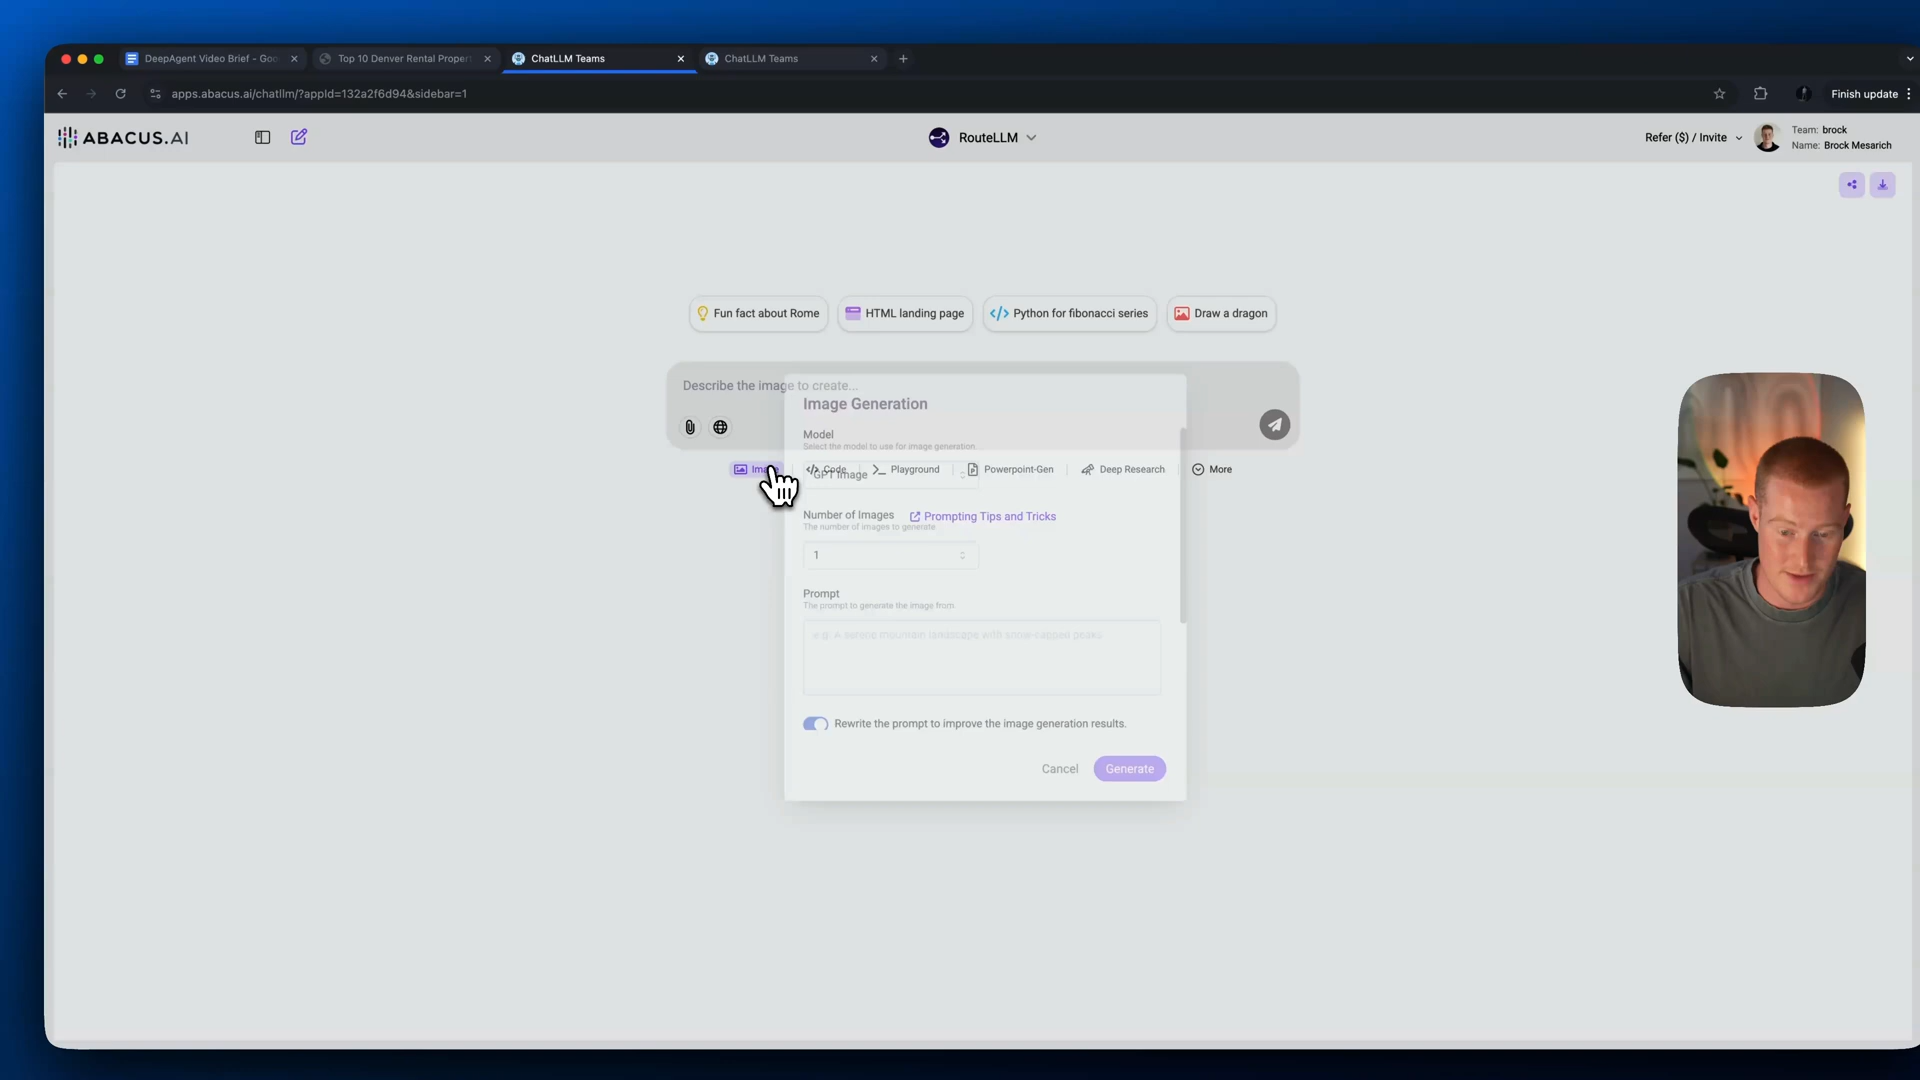 DeepAgent Video Brief - Goo
Top 10 Denver Rental Propert
ChatLLM Teams
ChatLLM Teams
apps.abacus.ai/chatllm/?appId=132a2f6d94&sidebar=1
Finish update
ABACUS.AI
RouteLLM
Refer ($) / Invite
Team: brock
Name: Brock Mesarich
Fun fact about Rome
HTML landing page
Python for fibonacci series
Draw a dragon
Describe the image to create...
Image Generation
Model
Select the model to use for image generation.
Image
Code
Playground
Powerpoint-Gen
Deep Research
More
GPT Image
Number of Images
Prompting Tips and Tricks
The number of images to generate
1
Prompt
The prompt to generate the image from.
e.g. A serene mountain landscape with snow-capped peaks
Rewrite the prompt to improve the image generation results.
Cancel
Generate